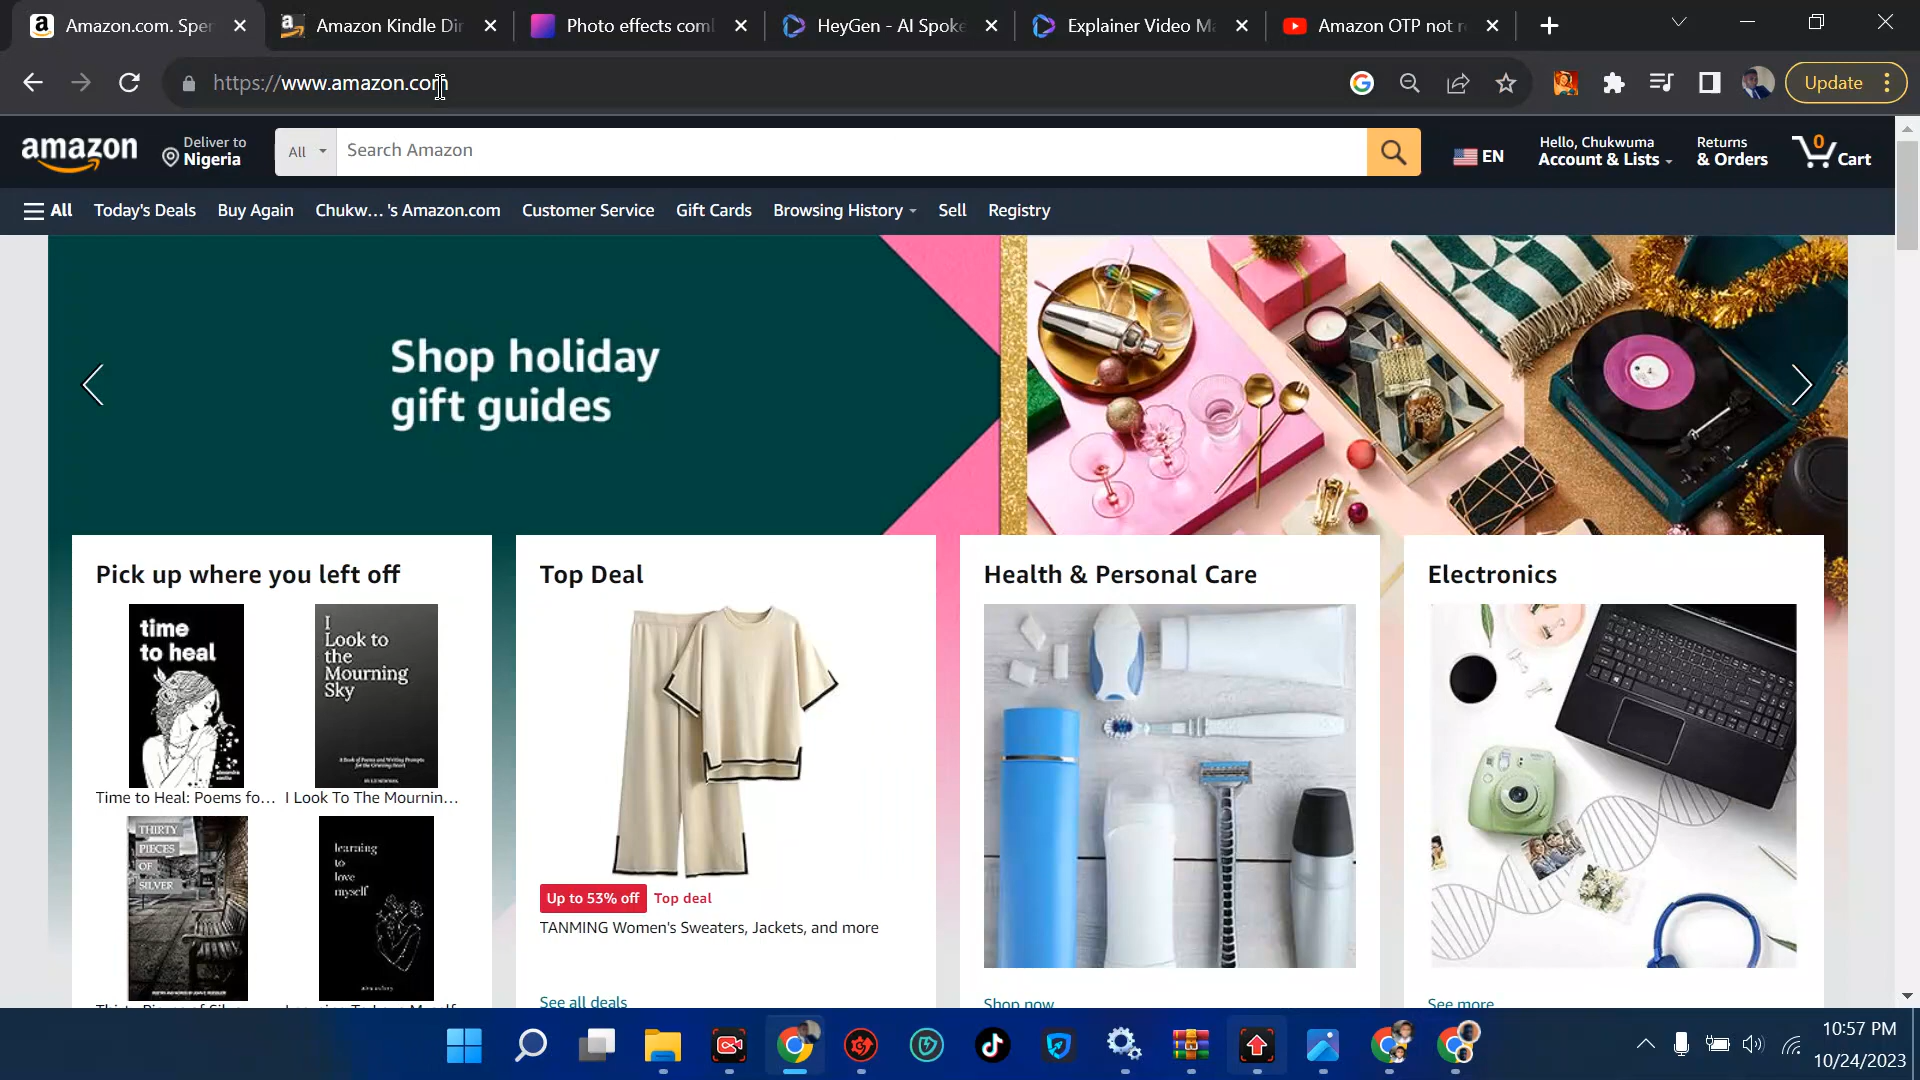 Amazon.com. Spe
Amazon Kindle Dir
Photo effects com
HeyGen - AI Spoke
Explainer Video M
Amazon OTP not r
https://www.amazon.com
Update
amazon
Deliver to
Nigeria
All
Search Amazon
EN
Hello, Chukwuma
Account & Lists
Returns
& Orders
0
Cart
All
Today's Deals
Buy Again
Chukw... 's Amazon.com
Customer Service
Gift Cards
Browsing History
Sell
Registry
Shop holiday
gift guides
Pick up where you left off
time
to heal
I
Look to
the
Mourning
Sky
A Book of Poems and Writing Prompts
for the Grieving Heart
Time to Heal: Poems fo...
I Look To The Mournin...
THIRTY
PIECES
OF
SILVER
learning
to
love
myself
Top Deal
Up to 53% off
Top deal
TANMING Women's Sweaters, Jackets, and more
See all deals
Health & Personal Care
Shop now
Electronics
See more
10:57 PM
10/24/2023